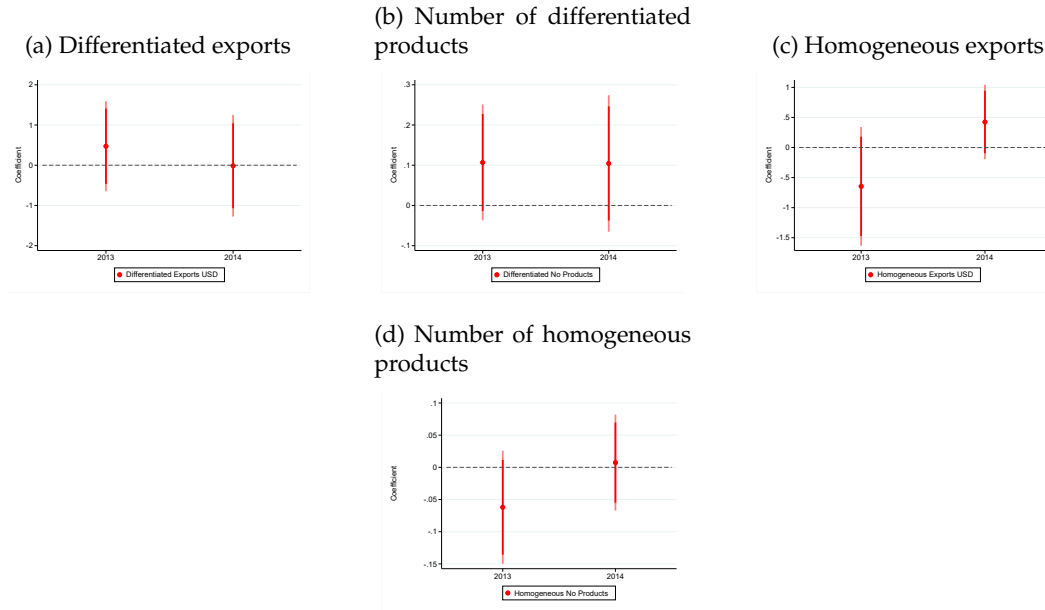 (a) Differentiated exports
2
1
0
-1
-2
Coefficient
2013
2014
Differentiated Exports USD
(b) Number of differentiated
products
.3
.2
.1
0
-.1
Coefficient
2013
2014
Differentiated No Products
(c) Homogeneous exports
1
.5
0
-.5
-1
-1.5
Coefficient
2013
2014
Homogeneous Exports USD
(d) Number of homogeneous
products
.1
.05
0
-.05
-.1
-.15
Coefficient
2013
2014
Homogeneous No Products